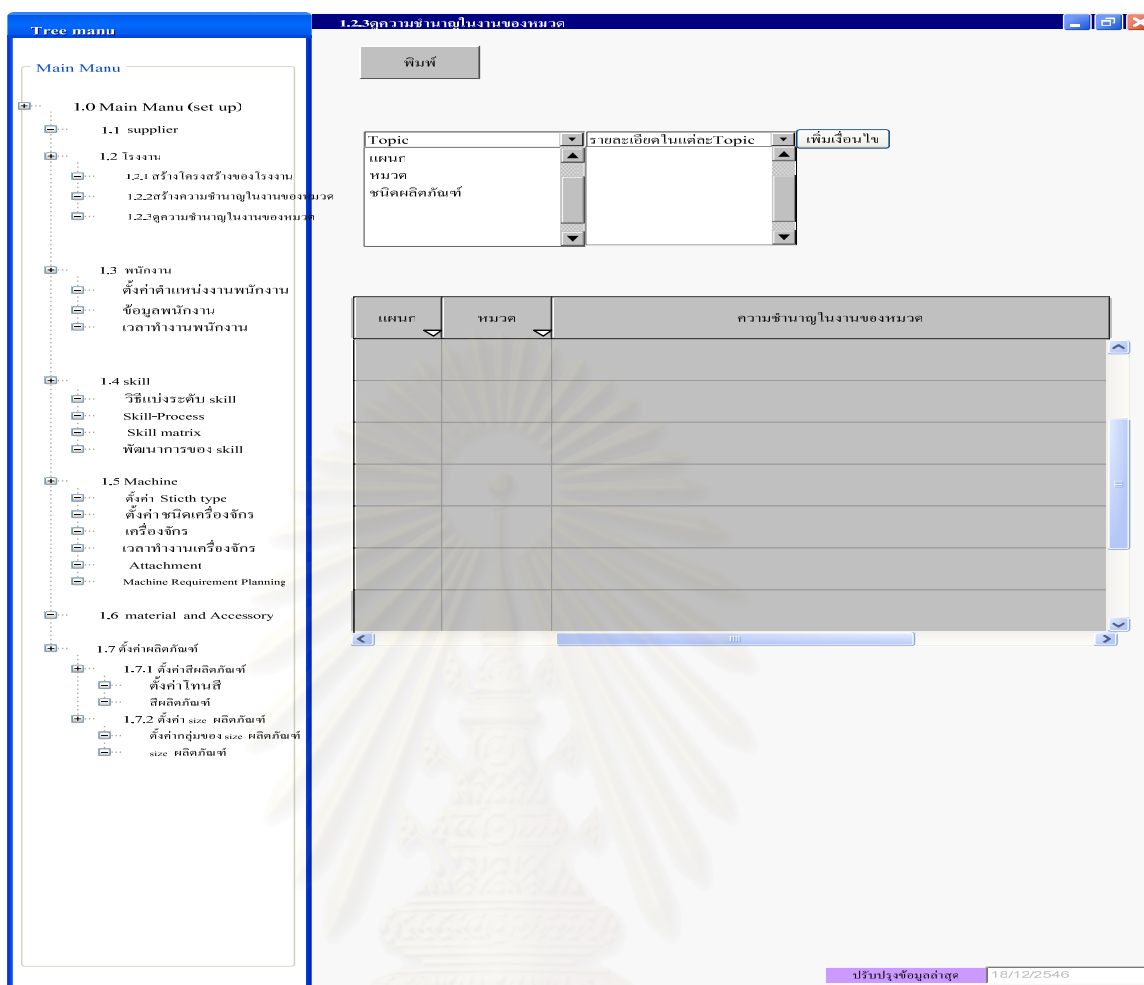 Tree manu
Main Manu
1.0 Main Manu (set up)
1.1 supplier
1.2 โรงงาน
1.2.1 สร้างโครงสร้างของโรงงาน
1.2.2สร้างความชำนาญในงานของหมวด
1.2.3ดูความชำนาญในงานของหมวด
1.3 พนักงาน
ตั้งค่าตำแหน่งงานพนักงาน
ข้อมูลพนักงาน
เวลาทำงานพนักงาน
1.4 skill
วิธีแบ่งระดับ skill
Skill-Process
Skill matrix
พัฒนาการของ skill
1.5 Machine
ตั้งค่า Sticth type
ตั้งค่า ชนิดเครื่องจักร
เครื่องจักร
เวลาทำงานเครื่องจักร
Attachment
Machine Requirement Planning
1.6 material and Accessory
1.7 ตั้งค่าผลิตภัณฑ์
1.7.1 ตั้งค่าสีผลิตภัณฑ์
ตั้งค่าโทนสี
สีผลิตภัณฑ์
1.7.2 ตั้งค่า size ผลิตภัณฑ์
ตั้งค่ากลุ่มของ size ผลิตภัณฑ์
size ผลิตภัณฑ์
1.2.3ดูความชำนาญในงานของหมวด
พิมพ์
Topic รายละเอียดในแต่ละTopic เพิ่มเงื่อนไข
แผนก
หมวด
ชนิดผลิตภัณฑ์
แผนก หมวด ความชำนาญในงานของหมวด
ปรับปรุงข้อมูลล่าสุด 18/12/2546